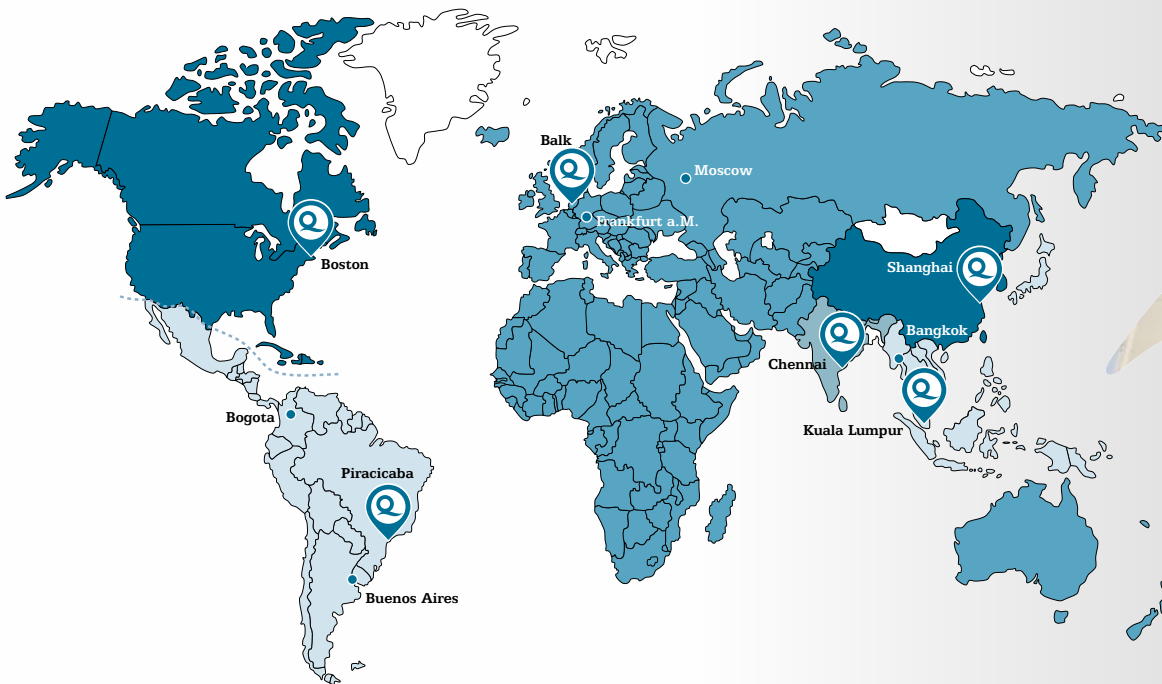 Balk
Moscow
Frankfurt a.M.
Boston
Shanghai
Bangkok
Chennai
Bogota
Kuala Lumpur
Piracicaba
Buenos Aires